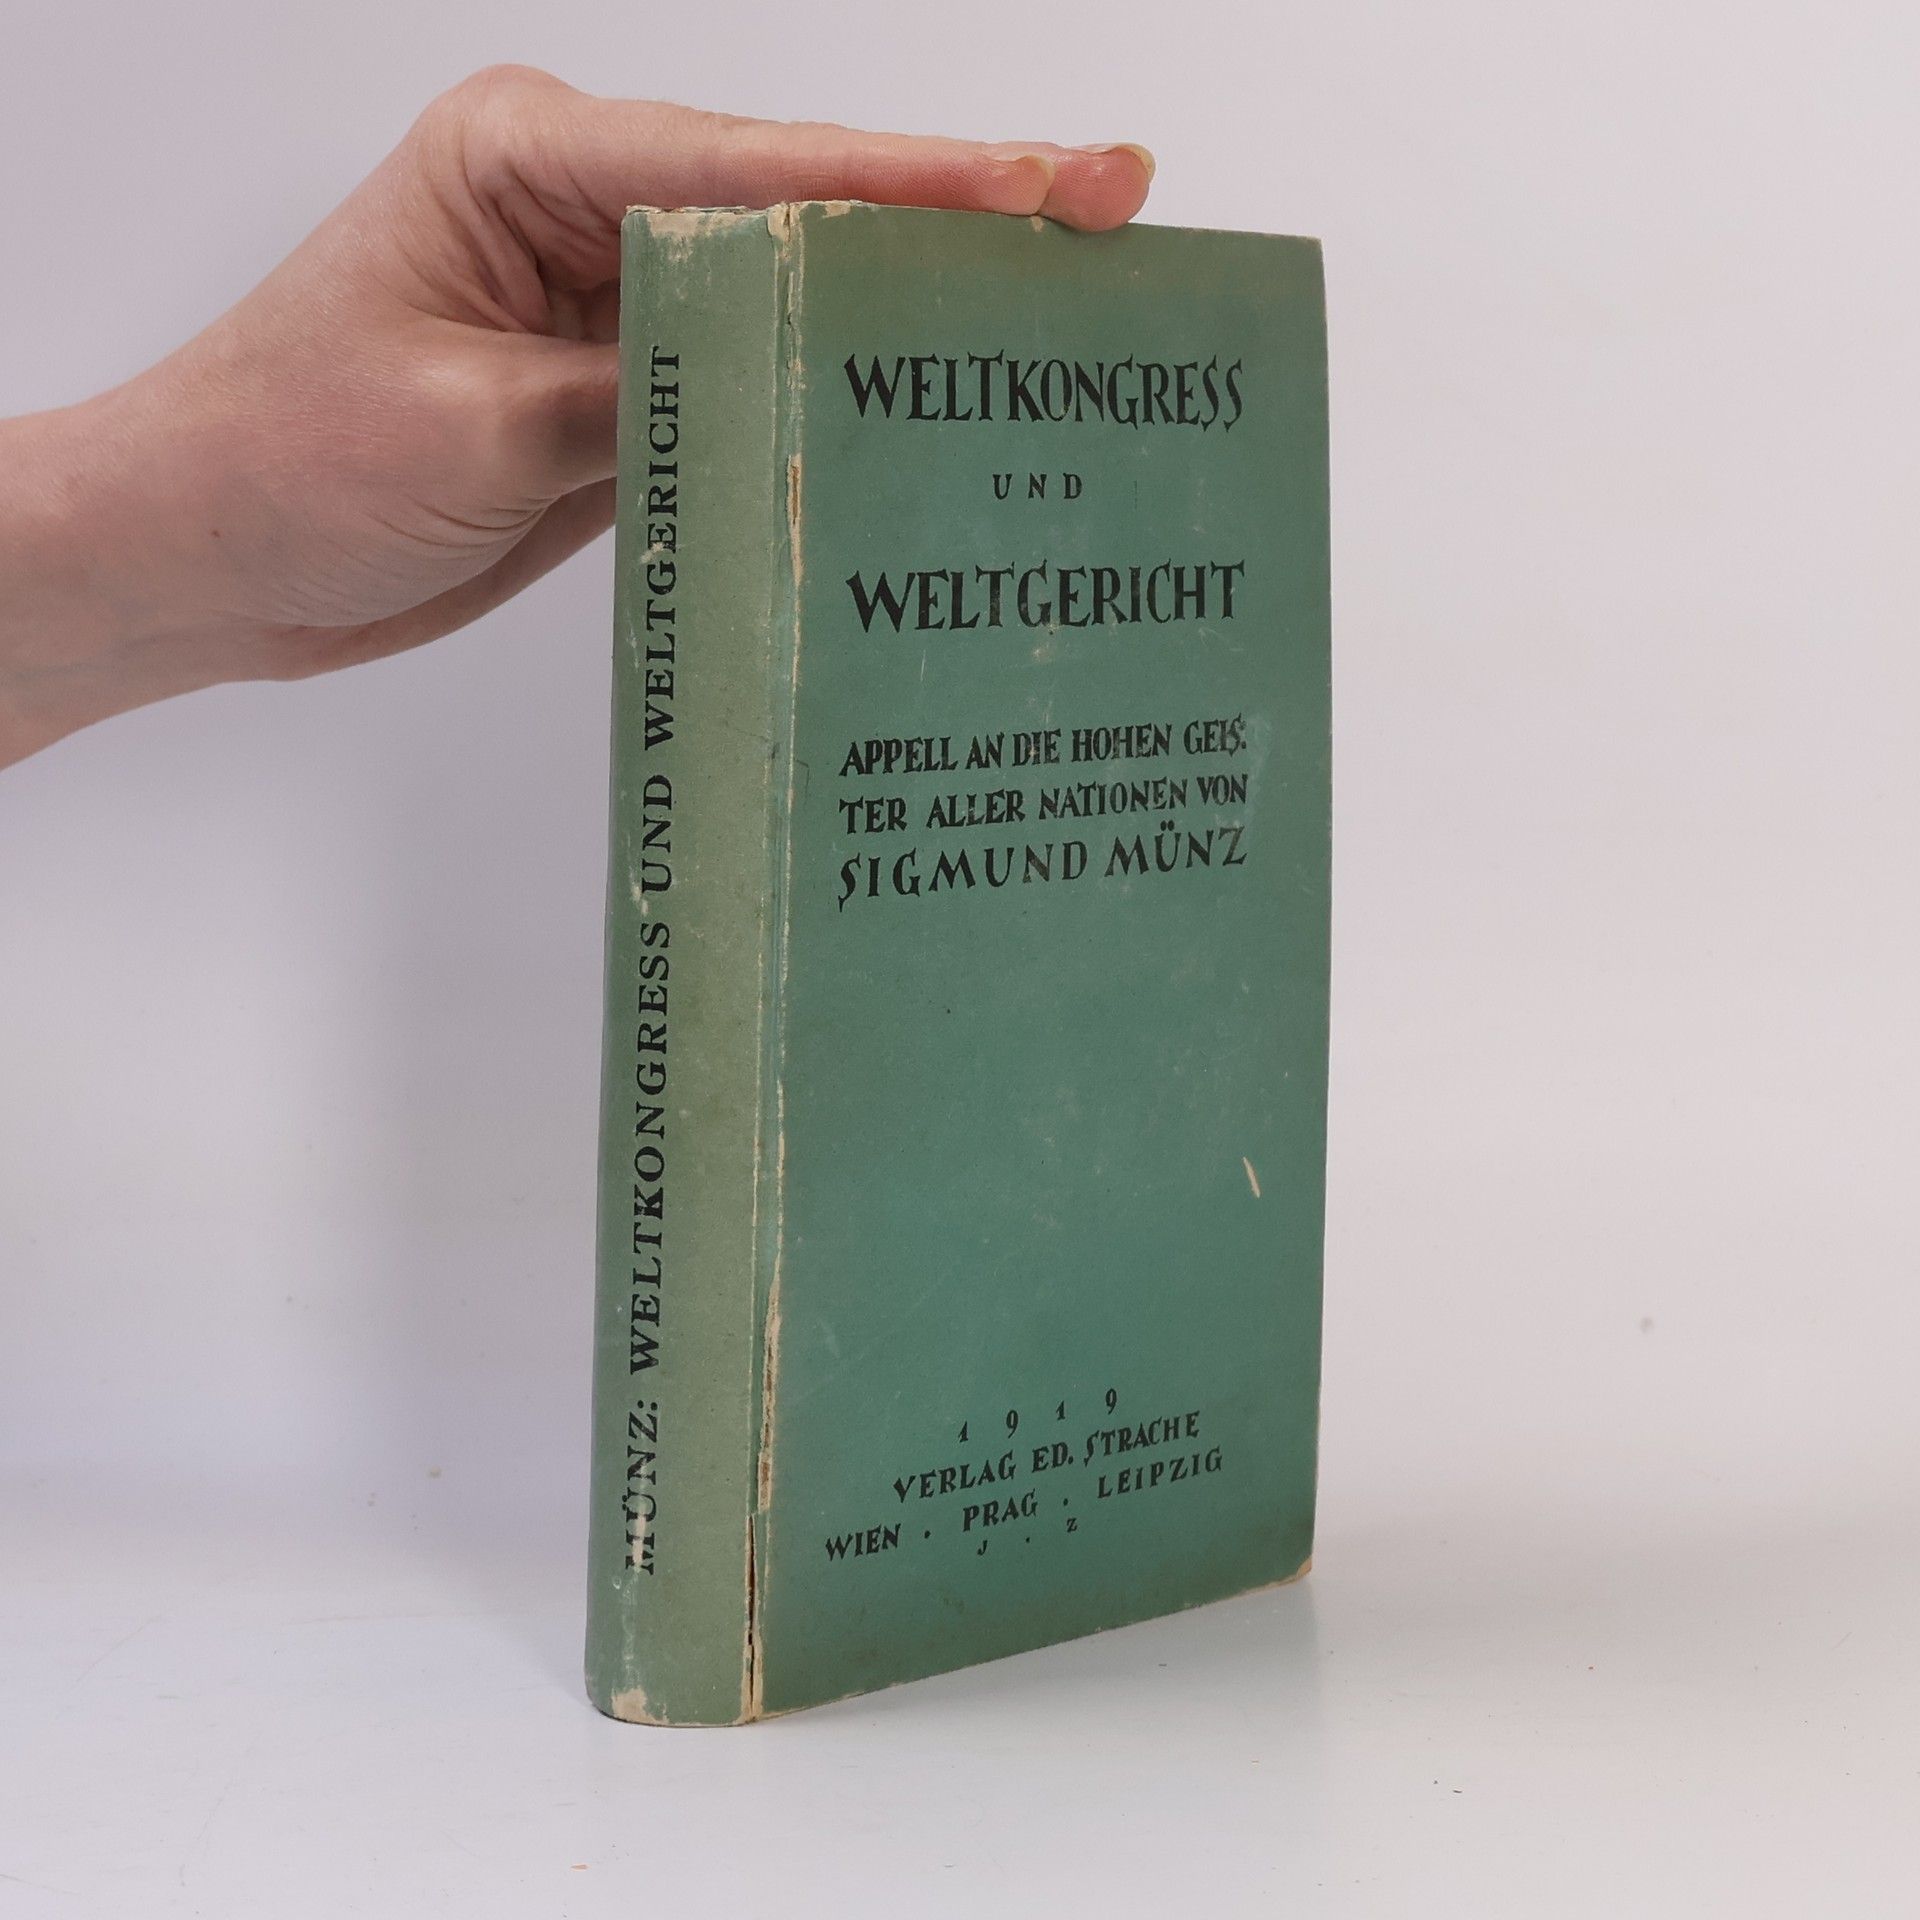 MÜNZ: WELTKONGRESS UND WELTGERICHT
WELTKONGRESS
UND
WELTGERICHT
APPELL AN DIE HOHEN GEIS:
TER ALLER NATIONEN VON
SIGMUND MÜNZ
1919
VERLAG ED. STRACHE
WIEN · PRAG · LEIPZIG
J · Z